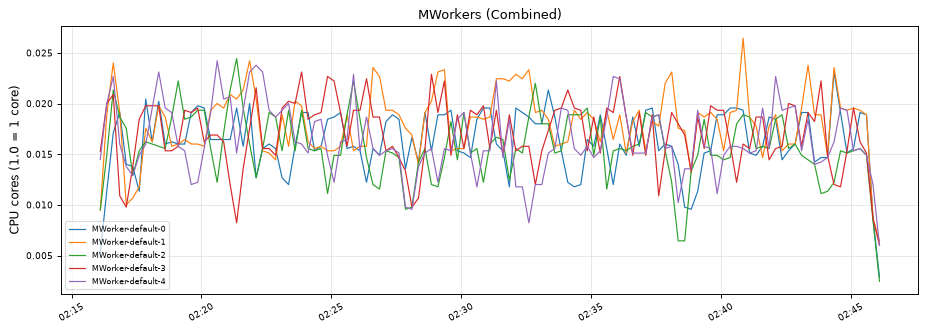 MWorkers (Combined)
CPU cores (1.0 = 1 core)
0.025
0.020
0.015
0.010
0.005
MWorker-default-0
MWorker-default-1
MWorker-default-2
MWorker-default-3
MWorker-default-4
02:15
02:20
02:25
02:30
02:35
02:40
02:45